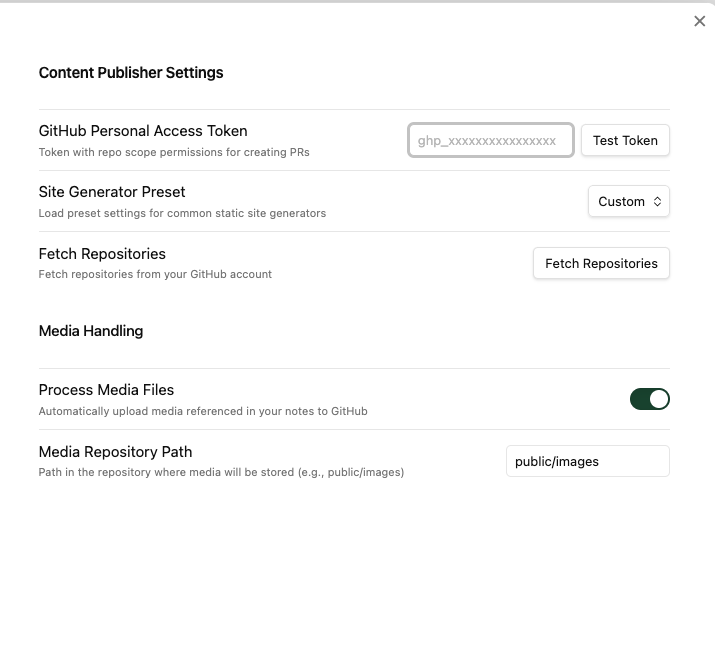 Content Publisher Settings
GitHub Personal Access Token
Token with repo scope permissions for creating PRs
ghp_xxxxxxxxxxxxxxxx
Test Token
Site Generator Preset
Load preset settings for common static site generators
Custom
Fetch Repositories
Fetch repositories from your GitHub account
Fetch Repositories
Media Handling
Process Media Files
Automatically upload media referenced in your notes to GitHub
Media Repository Path
Path in the repository where media will be stored (e.g., public/images)
public/images